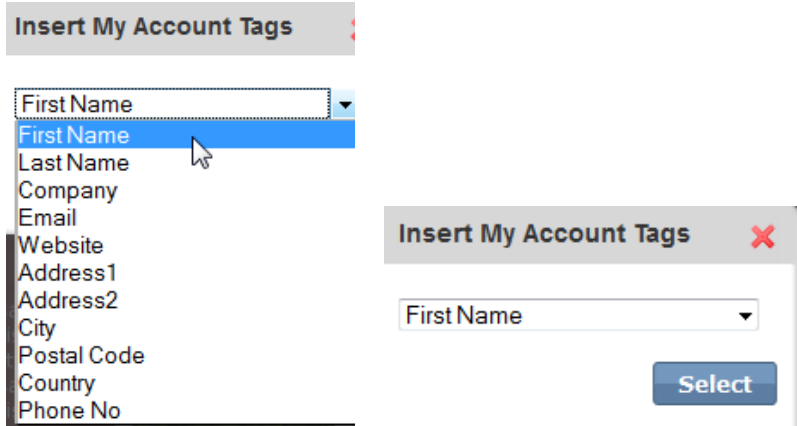 Insert My Account Tags
First Name
First Name
Last Name
Company
Email
Website
Address1
Address2
City
Postal Code
Country
Phone No
Insert My Account Tags
First Name
Select